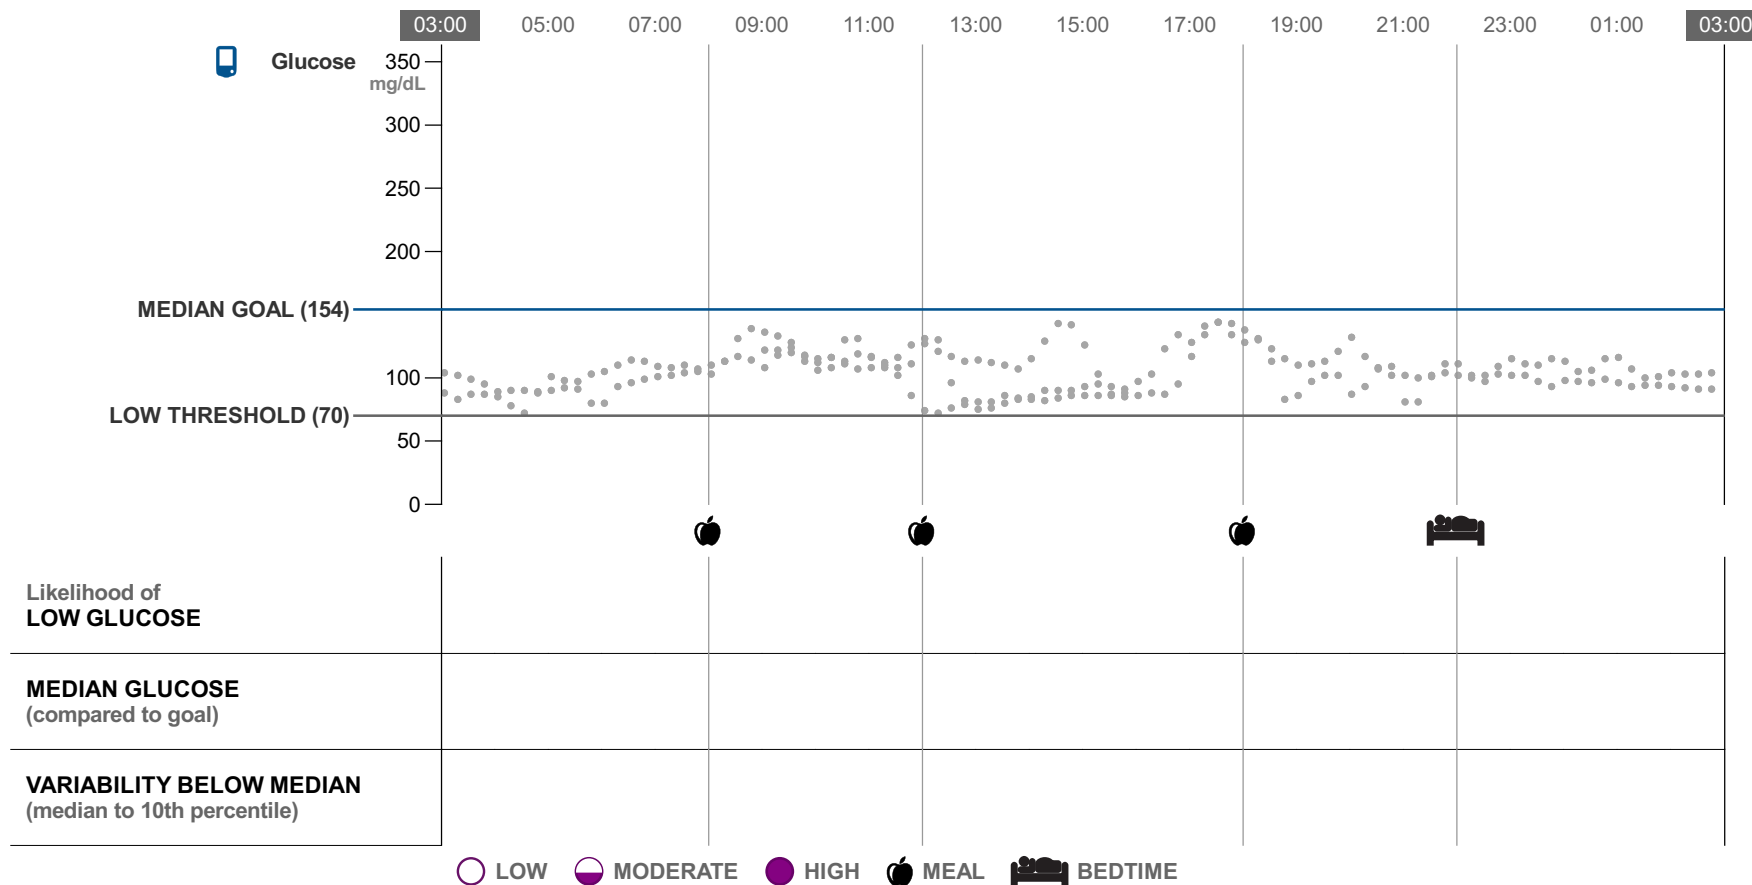 03:00 05:00 07:00 09:00 11:00 13:00 15:00 17:00 19:00 21:00 23:00 01:00 03:00
Glucose 350
mg/dL
300
250
200
MEDIAN GOAL (154)
100
LOW THRESHOLD (70)
50
0
Likelihood of
LOW GLUCOSE
MEDIAN GLUCOSE
(compared to goal)
VARIABILITY BELOW MEDIAN
(median to 10th percentile)
LOW MODERATE HIGH MEAL BEDTIME